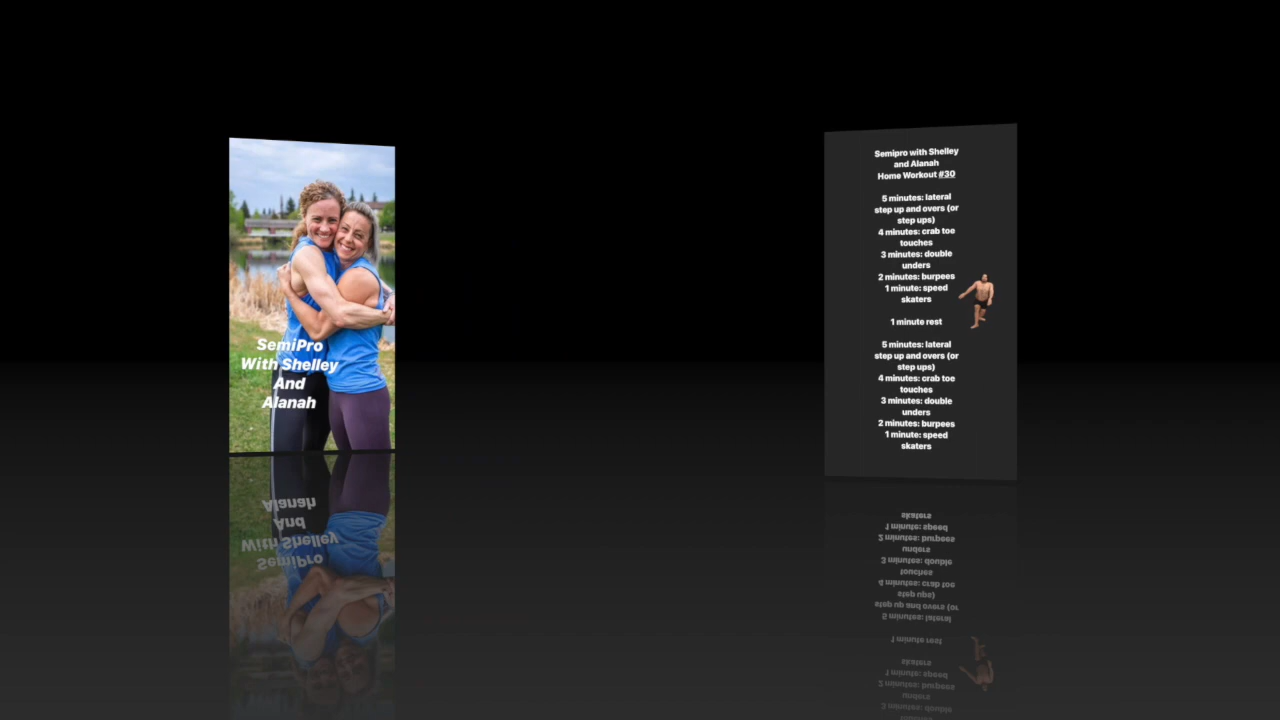 SemiPro
With Shelley
And
Alanah
Semipro with Shelley
and Alanah
Home Workout #30
5 minutes: lateral
step up and overs (or
step ups)
4 minutes: crab toe
touches
3 minutes: double
unders
2 minutes: burpees
1 minute: speed
skaters
1 minute rest
5 minutes: lateral
step up and overs (or
step ups)
4 minutes: crab toe
touches
3 minutes: double
unders
2 minutes: burpees
1 minute: speed
skaters